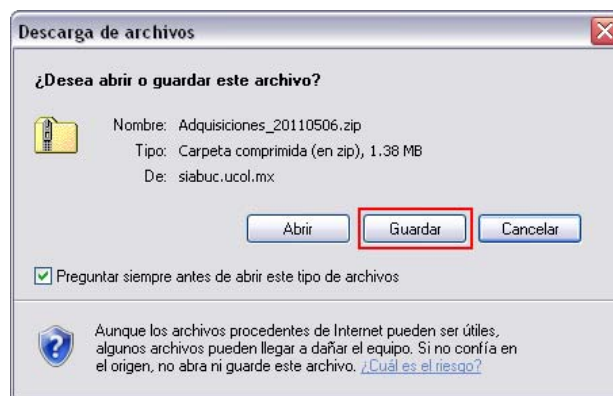 Descarga de archivos
¿Desea abrir o guardar este archivo?
Nombre: Adquisiciones_20110506.zip
Tipo: Carpeta comprimida (en zip), 1.38 MB
De: siabuc.ucol.mx
Abrir Guardar Cancelar
Preguntar siempre antes de abrir este tipo de archivos
Aunque los archivos procedentes de Internet pueden ser útiles,
algunos archivos pueden llegar a dañar el equipo. Si no confía en
el origen, no abra ni guarde este archivo. ¿Cuál es el riesgo?